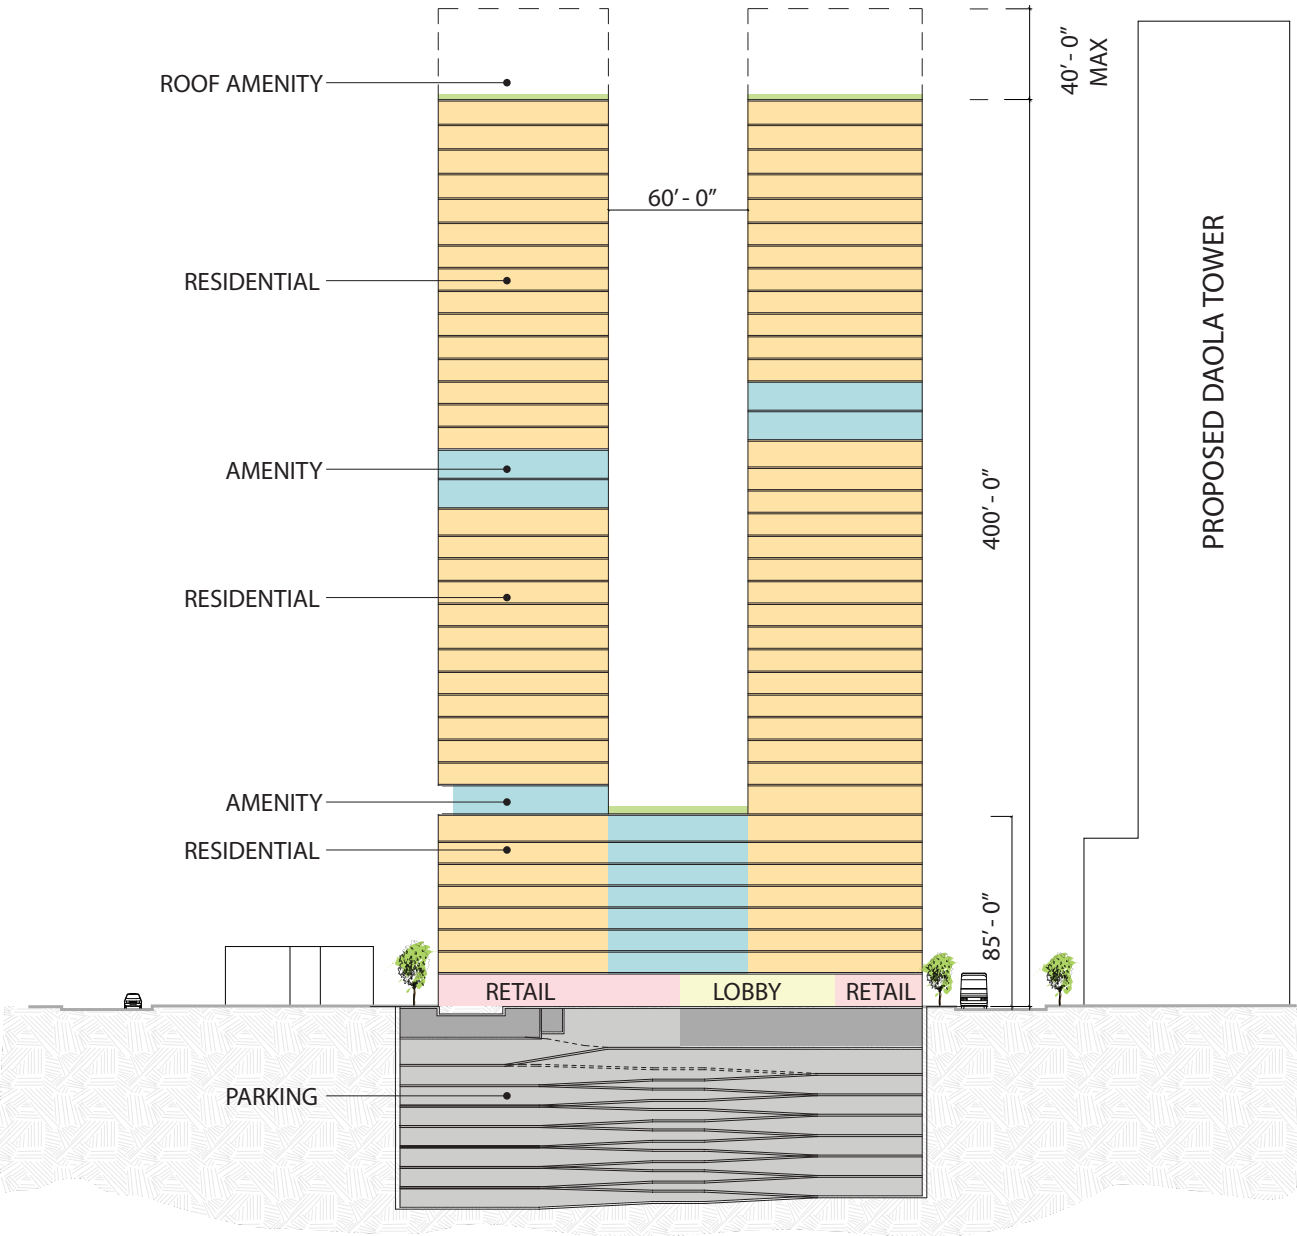 40' - 0"
MAX
ROOF AMENITY
60' - 0"
RESIDENTIAL
PROPOSED DAOLA TOWER
AMENITY
400' - 0"
RESIDENTIAL
AMENITY
RESIDENTIAL
85' - 0"
RETAIL LOBBY RETAIL
PARKING